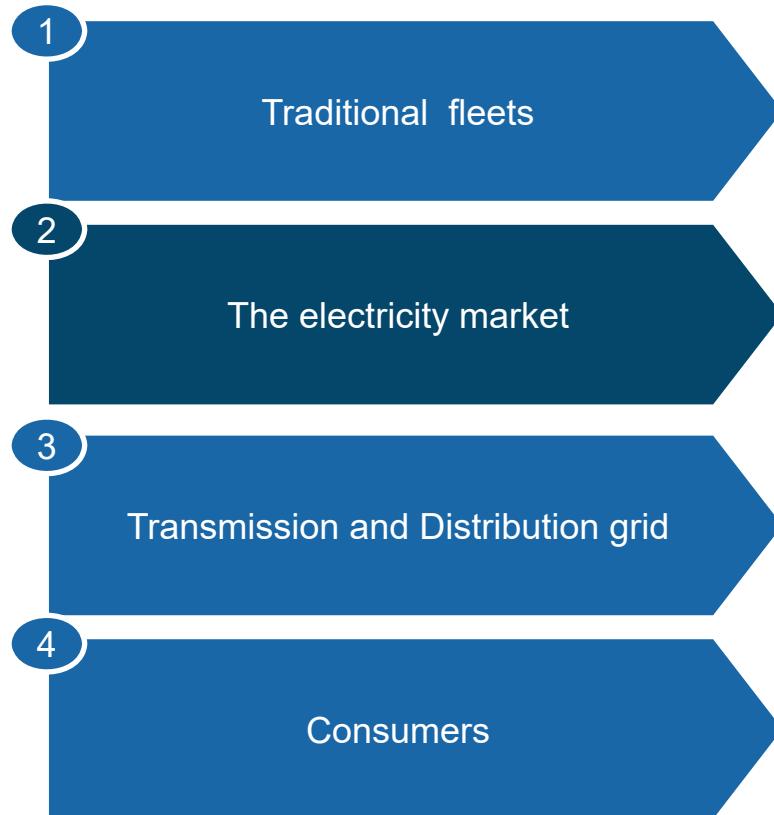 1
Traditional  fleets
2
The electricity market
3
Transmission and Distribution grid
4
Consumers